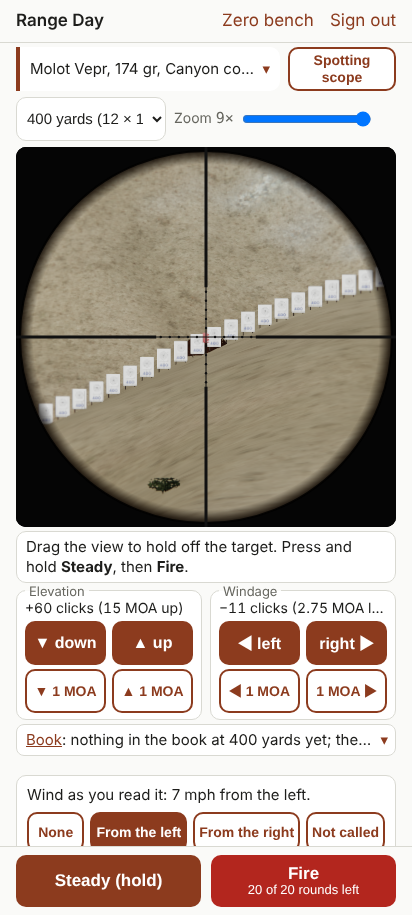 Range Day Zero bench Sign out
Molot Vepr, 174 gr, Canyon co... ▼
Spotting
scope
400 yards (12 × 1
Zoom 9×
Drag the view to hold off the target. Press and
hold Steady, then Fire.
Elevation
+60 clicks (15 MOA up)
▼ down ▲ up
▼ 1 MOA ▲ 1 MOA
Windage
−11 clicks (2.75 MOA l...
◀ left right ▶
◀ 1 MOA 1 MOA ▶
Book: nothing in the book at 400 yards yet; the... ▼
Wind as you read it: 7 mph from the left.
None From the left From the right Not called
Steady (hold)
Fire
20 of 20 rounds left